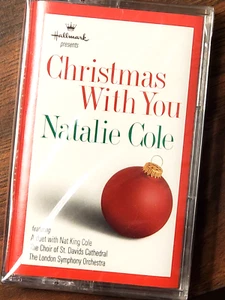 Hallmark
presents
Christmas
With You
Natalie Cole
featuring
A duet with Nat King Cole
The Choir of St. Davids Cathedral
The London Symphony Orchestra